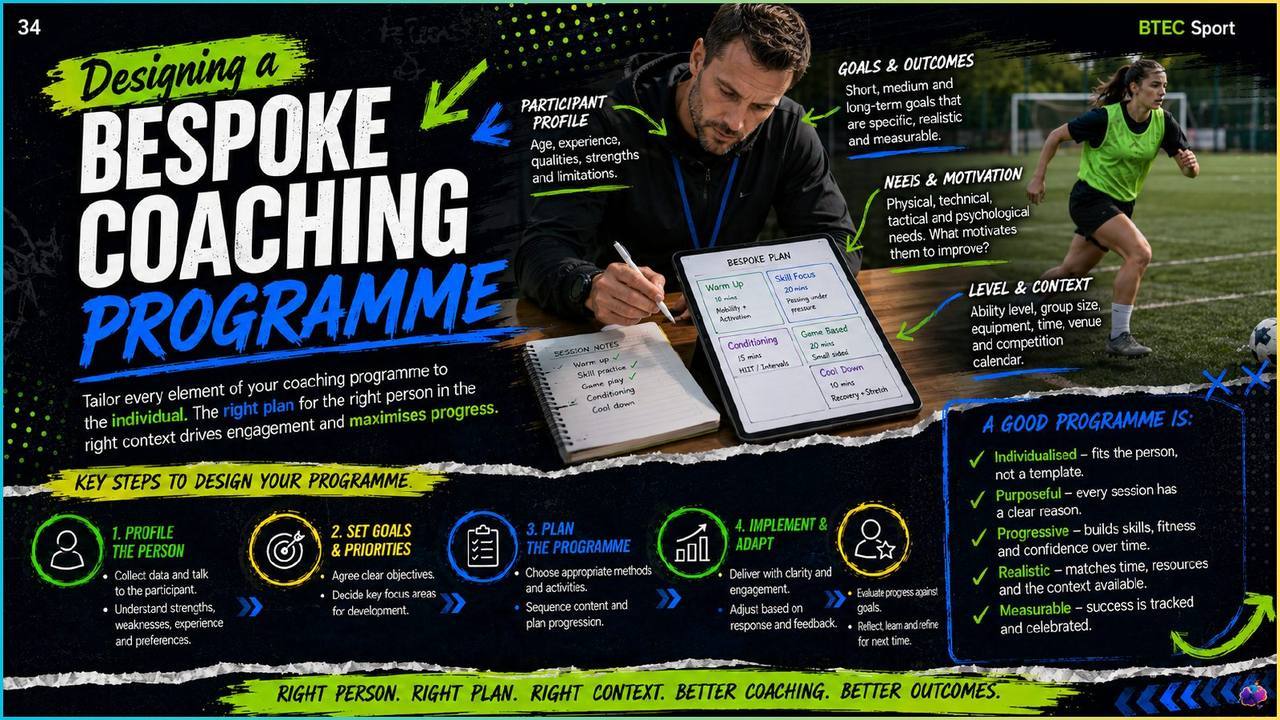 34
BTEC Sport
Designing a
BESPOKE
COACHING
PROGRAMME
Tailor every element of your coaching programme to
the individual. The right plan for the right person in the
right context drives engagement and maximises progress.
PARTICIPANT
PROFILE
Age, experience,
qualities, strengths
and limitations.
GOALS & OUTCOMES
Short, medium and
long-term goals that
are specific, realistic
and measurable.
NEEIS & MOTIVATION
Physical, technical,
tactical and psychological
needs. What motivates
them to improve?
LEVEL & CONTEXT
Ability level, group size,
equipment, time, venue
and competition
calendar.
SESSION NOTES
Warm up ✓
Skill practice ✓
Game play ✓
Conditioning
Cool down
BESPOKE PLAN
Warm Up
10 mins
Mobility +
Activation
Skill Focus
20 mins
Passing under
pressure
Conditioning
15 mins
HIIT / Intervals
Game Based
20 mins
Small sided
Cool Down
10 mins
Recovery + Stretch
KEY STEPS TO DESIGN YOUR PROGRAMME
1. PROFILE
THE PERSON
• Collect data and talk
to the participant.
• Understand strengths,
weaknesses, experience
and preferences.
2. SET GOALS
& PRIORITIES
• Agree clear objectives.
• Decide key focus areas
for development.
3. PLAN
THE PROGRAMME
• Choose appropriate methods
and activities.
• Sequence content and
plan progression.
4. IMPLEMENT &
ADAPT
• Deliver with clarity and
engagement.
• Adjust based on
response and feedback.
• Evaluate progress against
goals.
• Reflect, learn and refine
for next time.
A GOOD PROGRAMME IS:
✓ Individualised – fits the person,
not a template.
✓ Purposeful – every session has
a clear reason.
✓ Progressive – builds skills, fitness
and confidence over time.
✓ Realistic – matches time, resources
and the context available.
✓ Measurable – success is tracked
and celebrated.
RIGHT PERSON. RIGHT PLAN. RIGHT CONTEXT. BETTER COACHING. BETTER OUTCOMES.